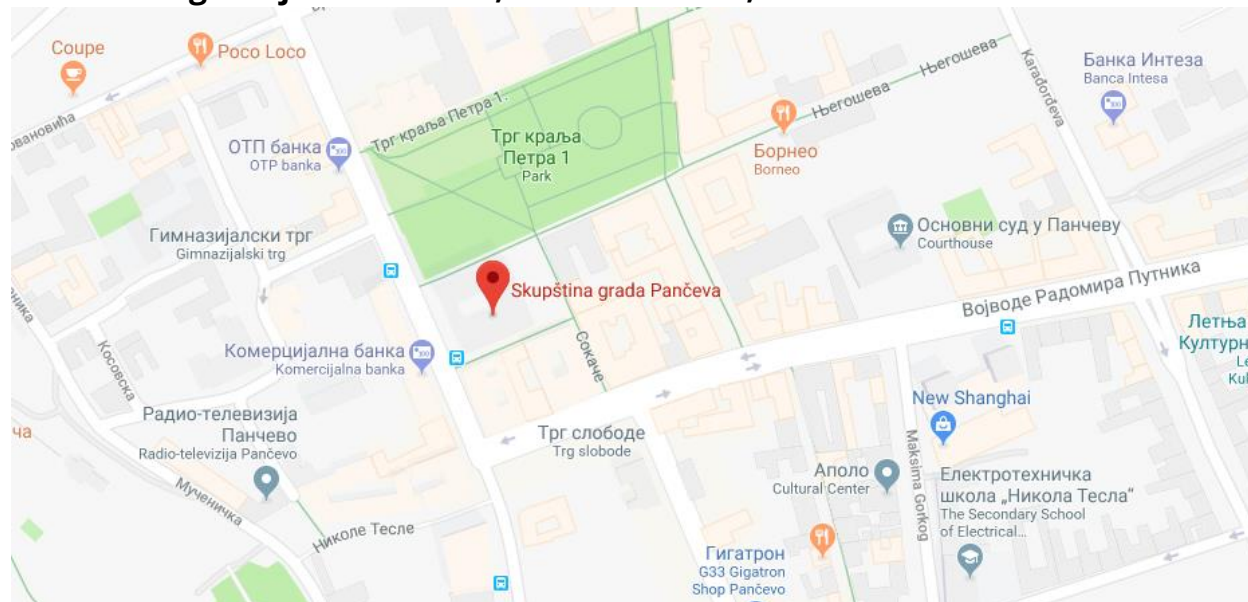 Coupe
Poco Loco
Његошева
Karađorđeva
Банка Интеза
Banca Intesa
Трг краља Петра 1.
Трг краља
Петра 1
Park
Његошева
ОТП банка
OTP banka
Борнео
Borneo
Гимназијалски трг
Gimnazijalski trg
Основни суд у Панчеву
Courthouse
Skupština grada Pančeva
Војводе Радомира Путника
Летња
Културн
Le
Kul
Косовска
Комерцијална банка
Komercijalna banka
Сокаче
New Shanghai
Радио-телевизија
Панчево
Radio-televizija Pančevo
Трг слободе
Trg slobode
Maksima Gorkog
Аполо
Cultural Center
Електротехничка
школа „Никола Тесла“
The Secondary School
of Electrical...
Мученичка
Николе Тесле
Гигатрон
G33 Gigatron
Shop Pančevo